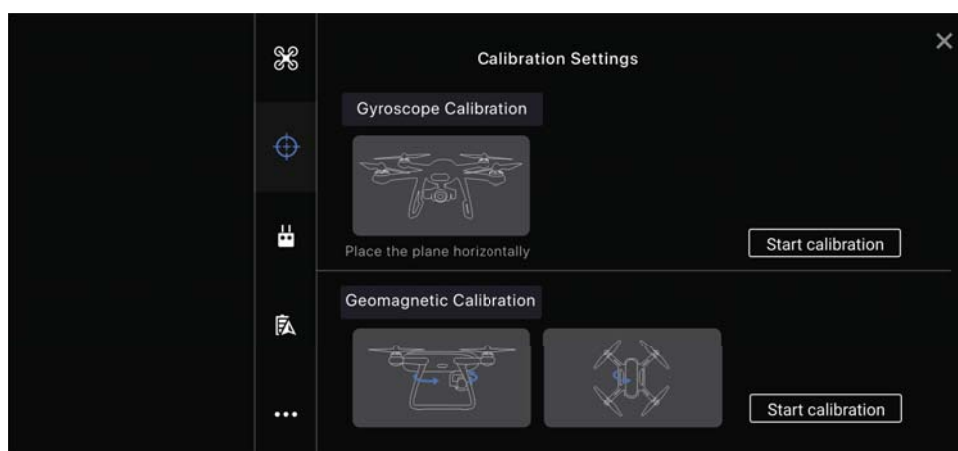 Calibration Settings
Gyroscope Calibration
Place the plane horizontally
Start calibration
Geomagnetic Calibration
Start calibration